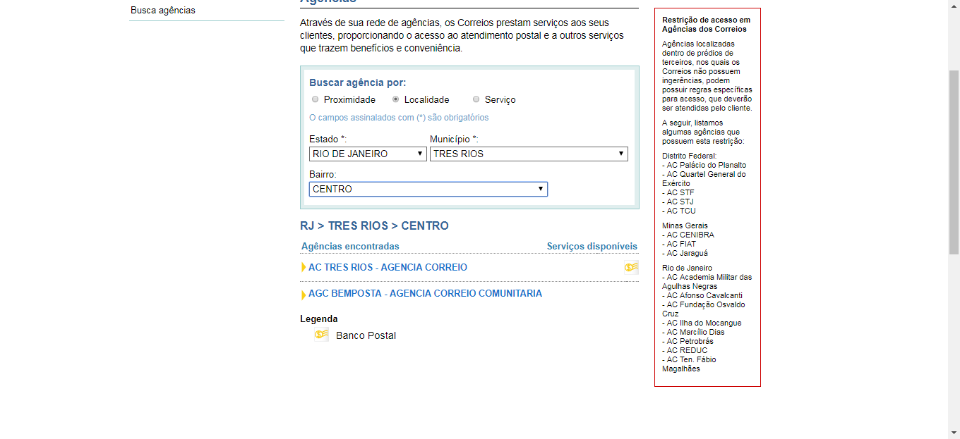 Busca agências
Agências
Através de sua rede de agências, os Correios prestam serviços aos seus
clientes, proporcionando o acesso ao atendimento postal e a outros serviços
que trazem benefícios e conveniência.
Buscar agência por:
Proximidade Localidade Serviço
O campos assinalados com (*) são obrigatórios
Estado *: Município *:
RIO DE JANEIRO TRES RIOS
Bairro:
CENTRO
RJ > TRES RIOS > CENTRO
Agências encontradas Serviços disponíveis
AC TRES RIOS - AGENCIA CORREIO
AGC BEMPOSTA - AGENCIA CORREIO COMUNITARIA
Legenda
Banco Postal
Restrição de acesso em
Agências dos Correios
Agências localizadas
dentro de prédios de
terceiros, nos quais os
Correios não possuem
ingerências, podem
possuir regras específicas
para acesso, que deverão
ser atendidas pelo cliente.
A seguir, listamos
algumas agências que
possuem esta restrição:
Distrito Federal:
- AC Palácio do Planalto
- AC Quartel General do
Exército
- AC STF
- AC STJ
- AC TCU
Minas Gerais
- AC CENIBRA
- AC FIAT
- AC Jaraguá
Rio de Janeiro
- AC Academia Militar das
Agulhas Negras
- AC Afonso Cavalcanti
- AC Fundação Osvaldo
Cruz
- AC Ilha do Mocangue
- AC Marcílio Dias
- AC Petrobrás
- AC REDUC
- AC Ten. Fábio
Magalhães